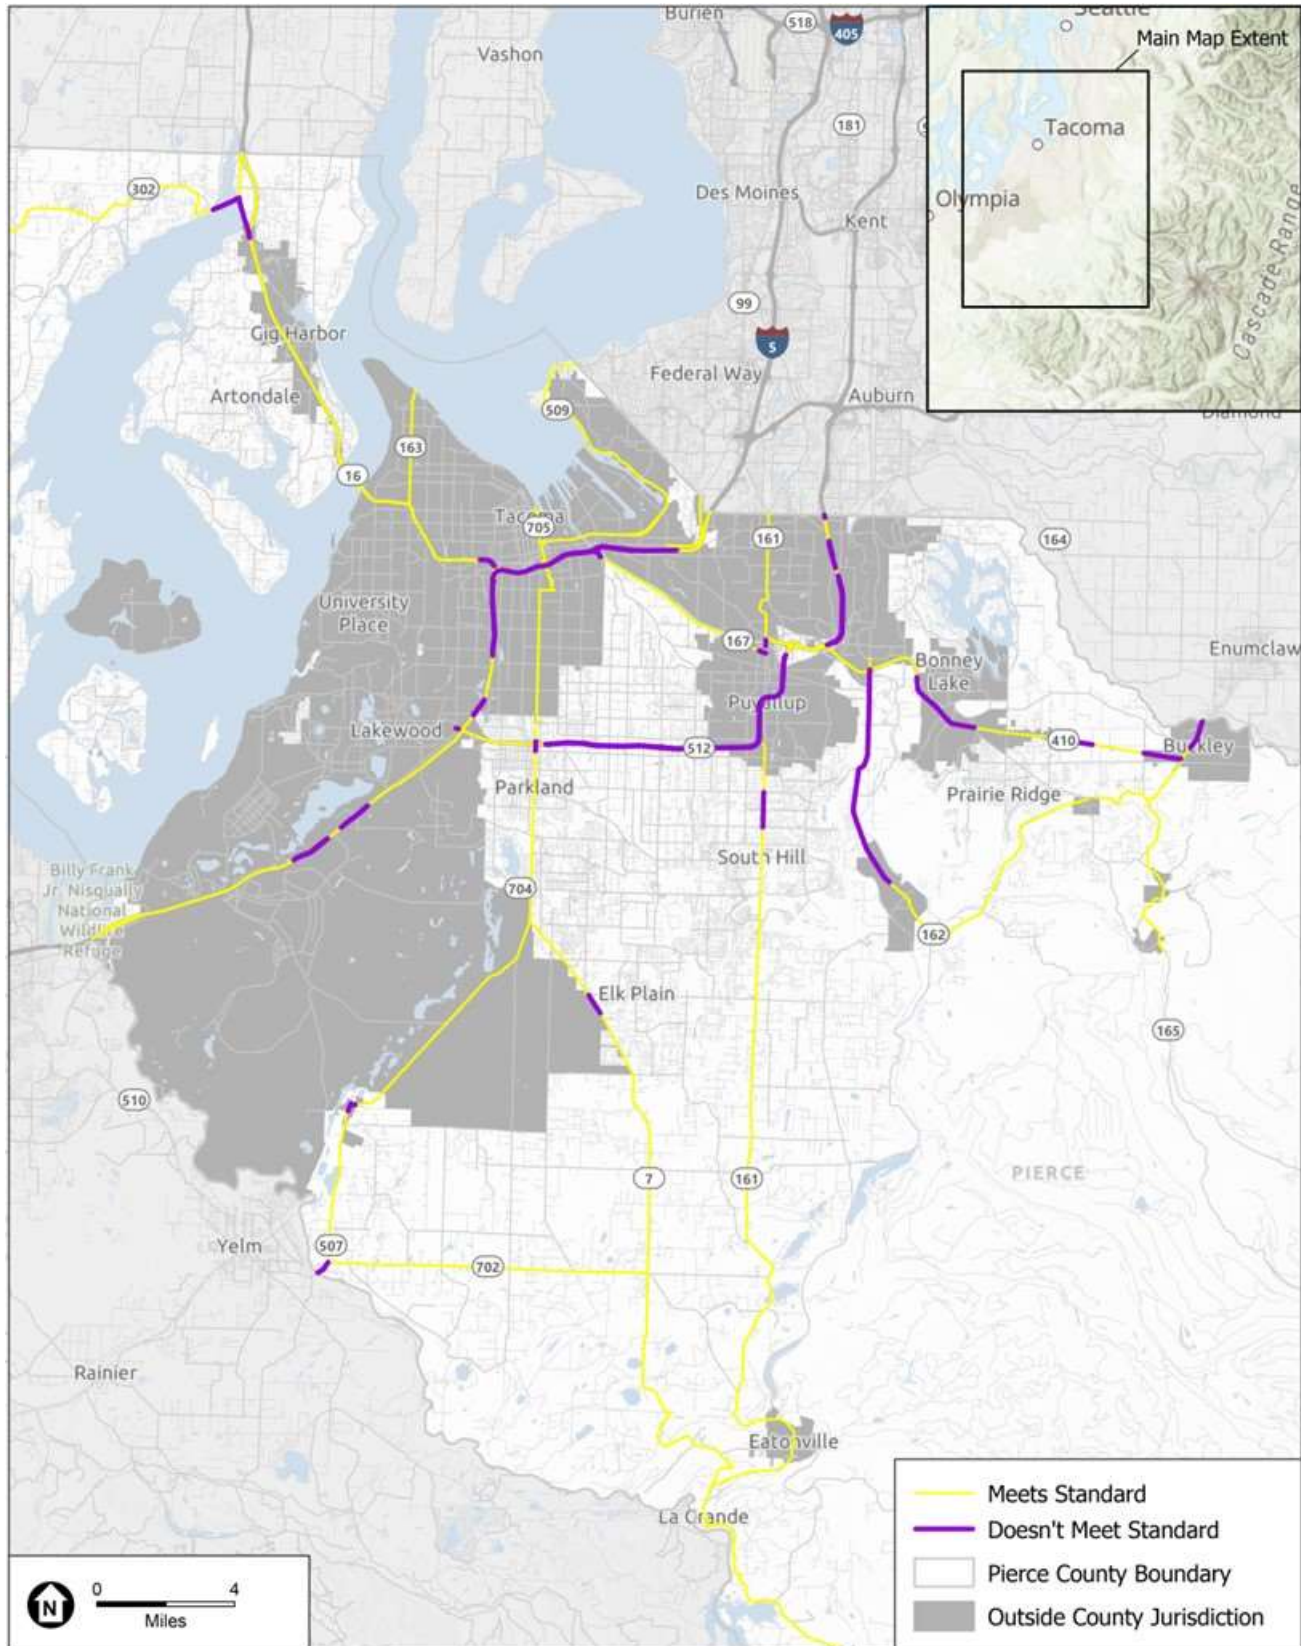 Burien
518
405
Seattle
Main Map Extent
Vashon
181
Tacoma
302
Des Moines
Olympia
Kent
99
Cascade Range
5
Gig Harbor
Federal Way
Artondale
Auburn
509
Diamond
163
16
Tacoma
705
161
164
University
Place
167
Enumclaw
Bonney
Lake
Puyallup
Lakewood
512
410
Buckley
Parkland
Prairie Ridge
South Hill
Billy Frank
Jr. Nisqually
National
Wildlife
Refuge
704
162
Elk Plain
165
510
PIERCE
7
161
Yelm
507
702
Rainier
Eatonville
La Grande
Meets Standard
Doesn't Meet Standard
Pierce County Boundary
Outside County Jurisdiction
N
0 4
Miles